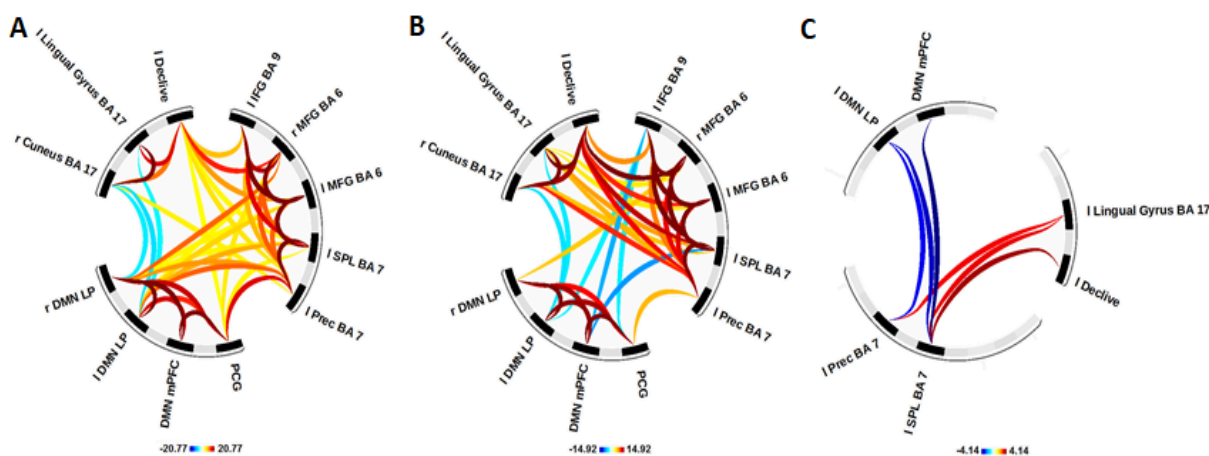 A
l Lingual Gyrus BA 17
l Declive
l IFG BA 9
r MFG BA 6
r Cuneus BA 17
l MFG BA 6
l SPL BA 7
r DMN LP
l Prec BA 7
l DMN LP
DMN mPFC
PCG
-20.77 20.77
B
l Lingual Gyrus BA 17
l Declive
l IFG BA 9
r MFG BA 6
r Cuneus BA 17
l MFG BA 6
l SPL BA 7
r DMN LP
l Prec BA 7
l DMN LP
DMN mPFC
PCG
-14.92 14.92
C
l DMN LP
DMN mPFC
l Lingual Gyrus BA 17
l Declive
l Prec BA 7
l SPL BA 7
-4.14 4.14